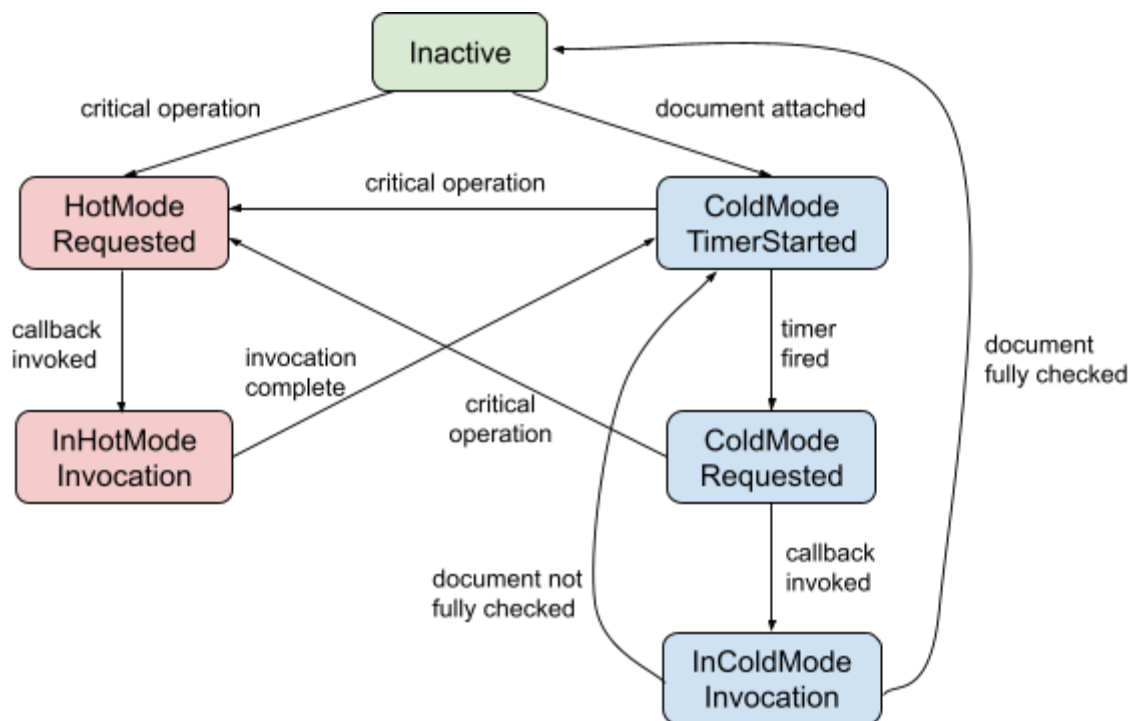 Inactive
critical operation
document attached
HotMode
Requested
critical operation
ColdMode
TimerStarted
callback
invoked
invocation
complete
critical
operation
timer
fired
document
fully checked
InHotMode
Invocation
ColdMode
Requested
document not
fully checked
callback
invoked
InColdMode
Invocation